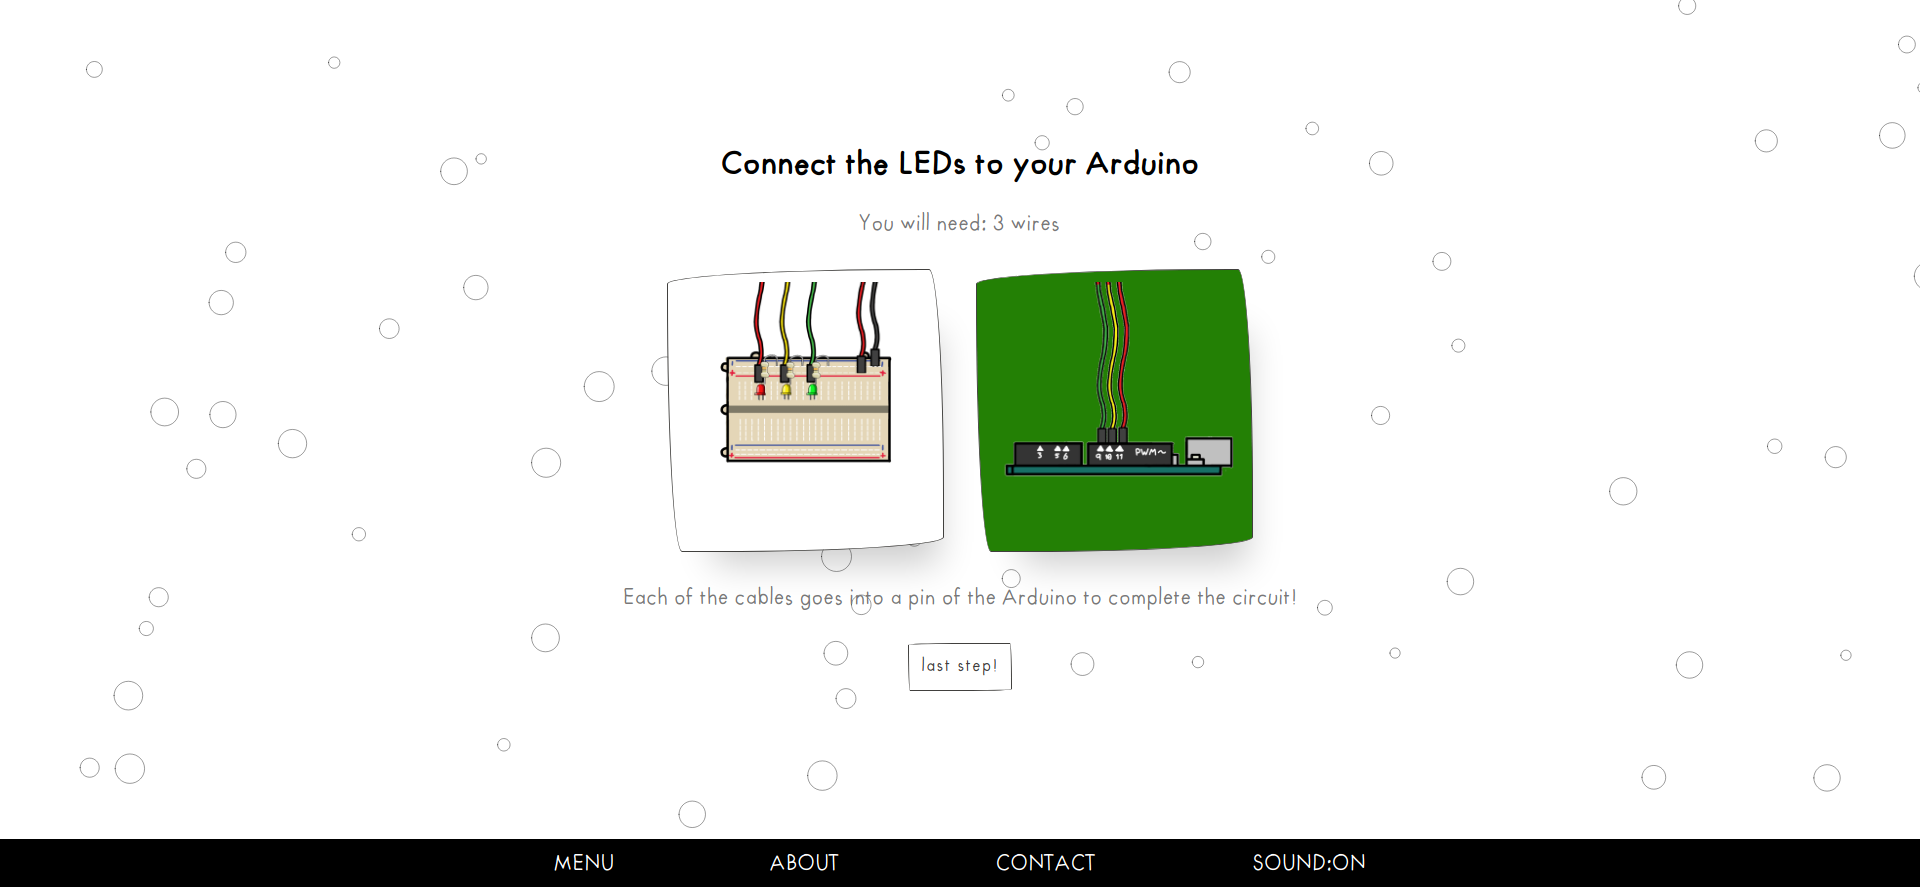 Connect the LEDs to your Arduino
You will need: 3 wires
3 5 6 9 10 11 PWM~
Each of the cables goes into a pin of the Arduino to complete the circuit!
last step!
MENU ABOUT CONTACT SOUND:ON